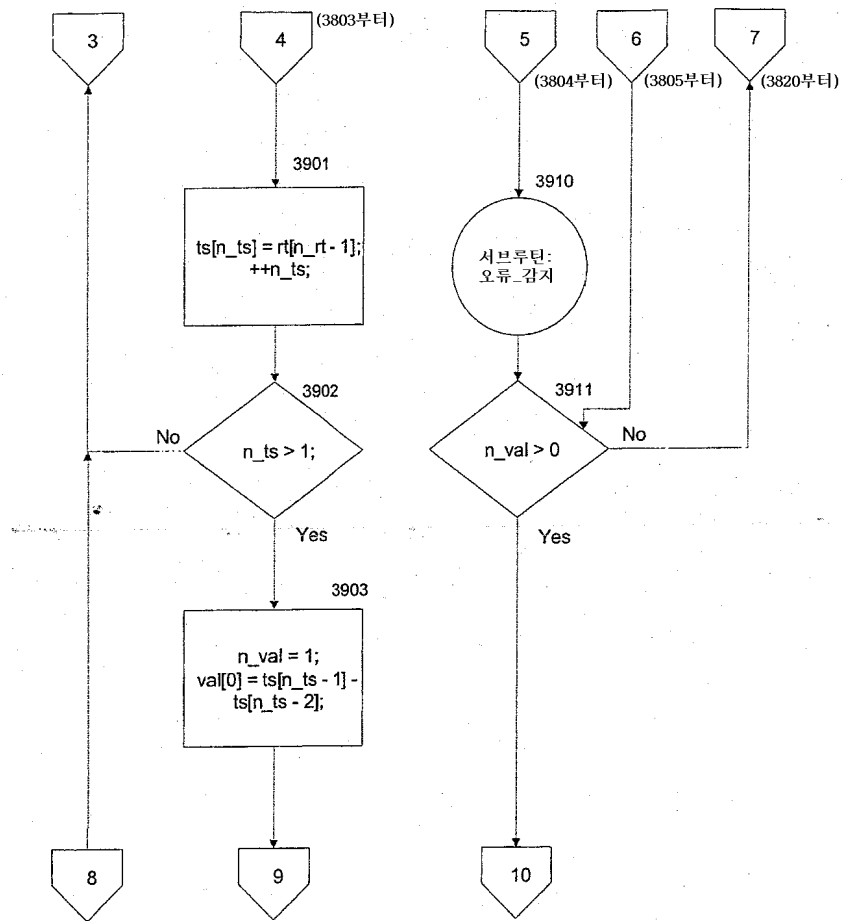 3
4
(3803부터)
5
(3804부터)
6
(3805부터)
7
(3820부터)
3901
ts[n_ts] = rt[n_rt - 1];
++n_ts;
3902
n_ts > 1;
No
Yes
3903
n_val = 1;
val[0] = ts[n_ts - 1] -
ts[n_ts - 2];
3910
서브루틴:
오류_감지
3911
n_val > 0
No
Yes
8
9
10